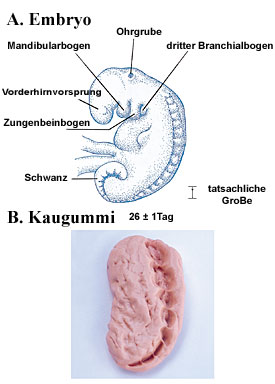 A. Embryo
Ohrgrube
Mandibularbogen
dritter Branchialbogen
Vorderhirnvorsprung
Zungenbeinbogen
Schwanz
tatsachliche
GroBe
B. Kaugummi
26 ± 1Tag